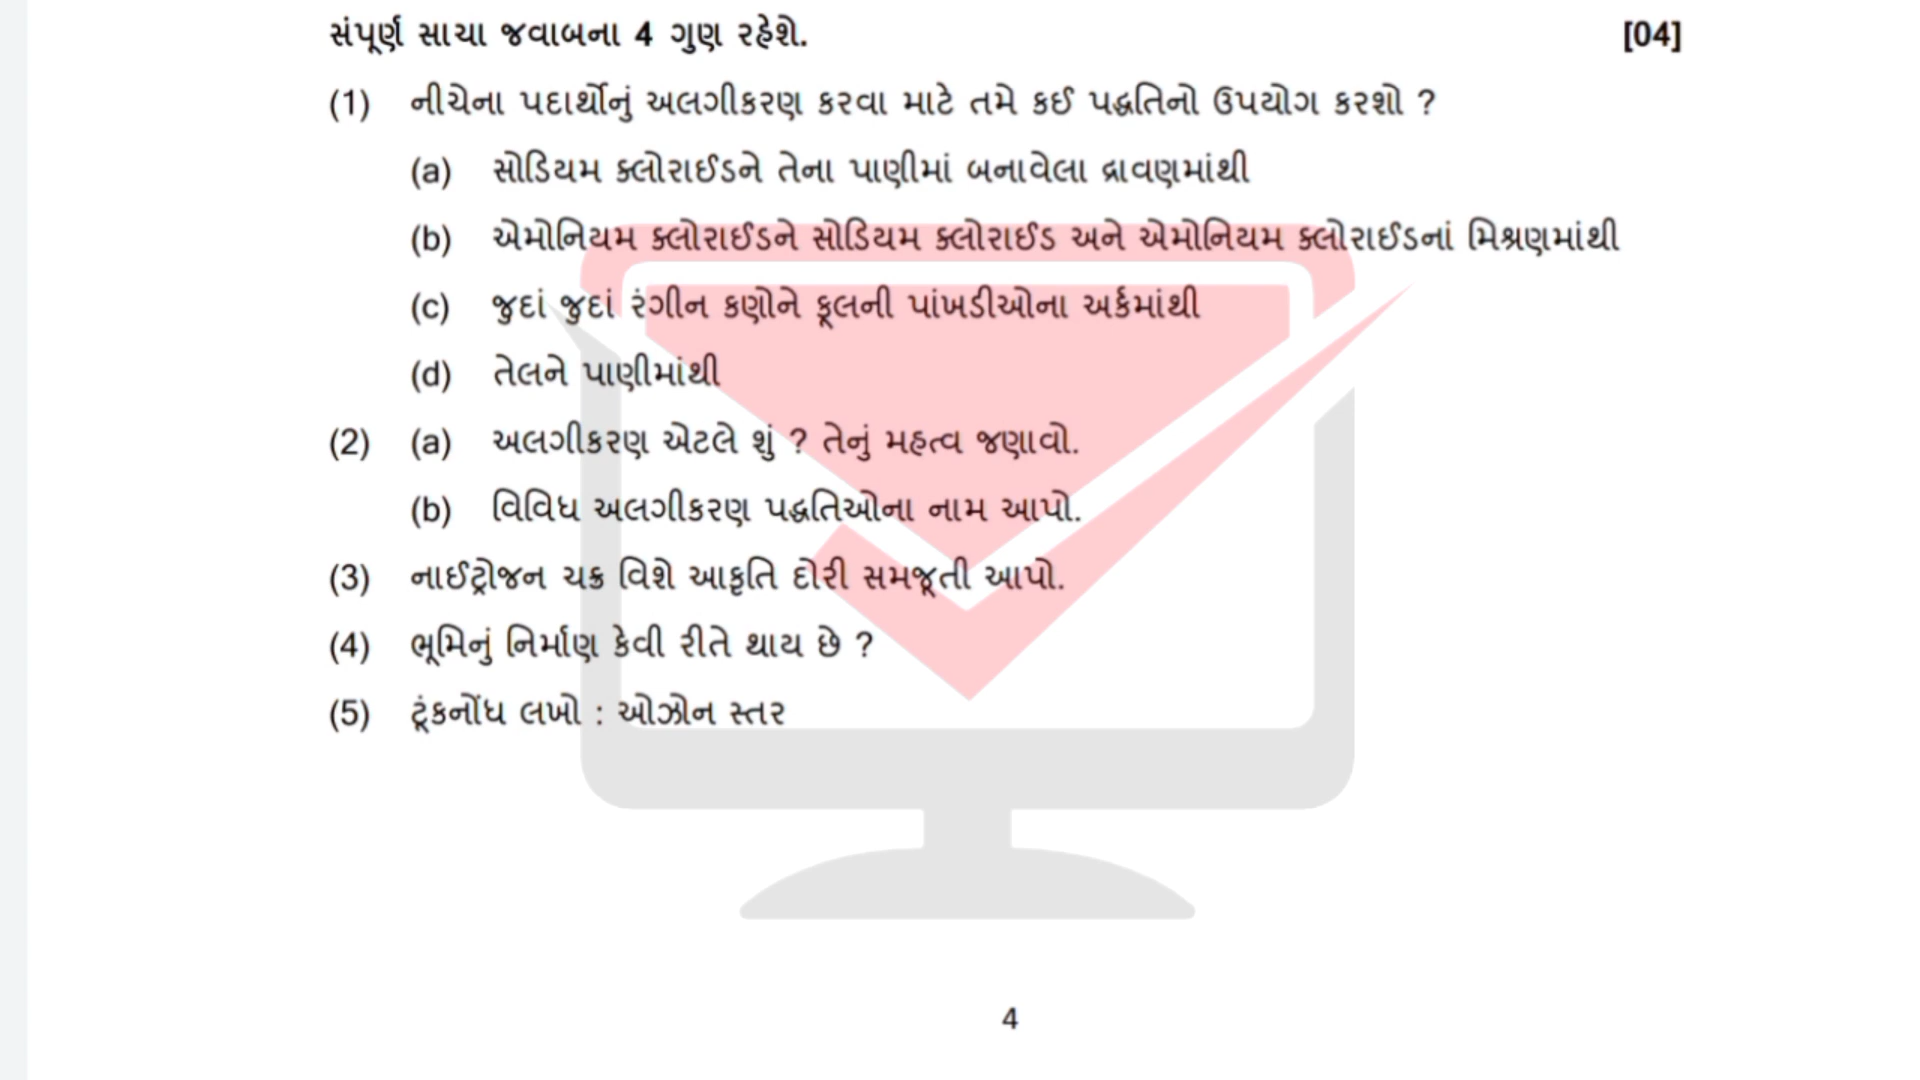 સંપૂર્ણ સાચા જવાબના 4 ગુણ રહેશે. [04]
(1) નીચેના પદાર્થોનું અલગીકરણ કરવા માટે તમે કઈ પદ્ધતિનો ઉપયોગ કરશો ?
(a) સોડિયમ ક્લોરાઈડને તેના પાણીમાં બનાવેલા દ્રાવણમાંથી
(b) એમોનિયમ ક્લોરાઈડને સોડિયમ ક્લોરાઈડ અને એમોનિયમ ક્લોરાઈડનાં મિશ્રણમાંથી
(c) જુદાં જુદાં રંગીન કણોને ફૂલની પાંખડીઓના અર્કમાંથી
(d) તેલને પાણીમાંથી
(2) (a) અલગીકરણ એટલે શું ? તેનું મહત્વ જણાવો.
(b) વિવિધ અલગીકરણ પદ્ધતિઓના નામ આપો.
(3) નાઈટ્રોજન ચક્ર વિશે આકૃતિ દોરી સમજૂતી આપો.
(4) ભૂમિનું નિર્માણ કેવી રીતે થાય છે ?
(5) ટૂંકનોંધ લખો : ઓઝોન સ્તર
4